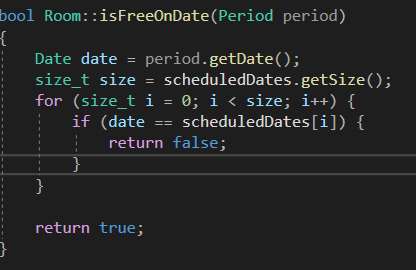 bool Room::isFreeOnDate(Period period)
{
    Date date = period.getDate();
    size_t size = scheduledDates.getSize();
    for (size_t i = 0; i < size; i++) {
        if (date == scheduledDates[i]) {
            return false;
        }
    }

    return true;
}